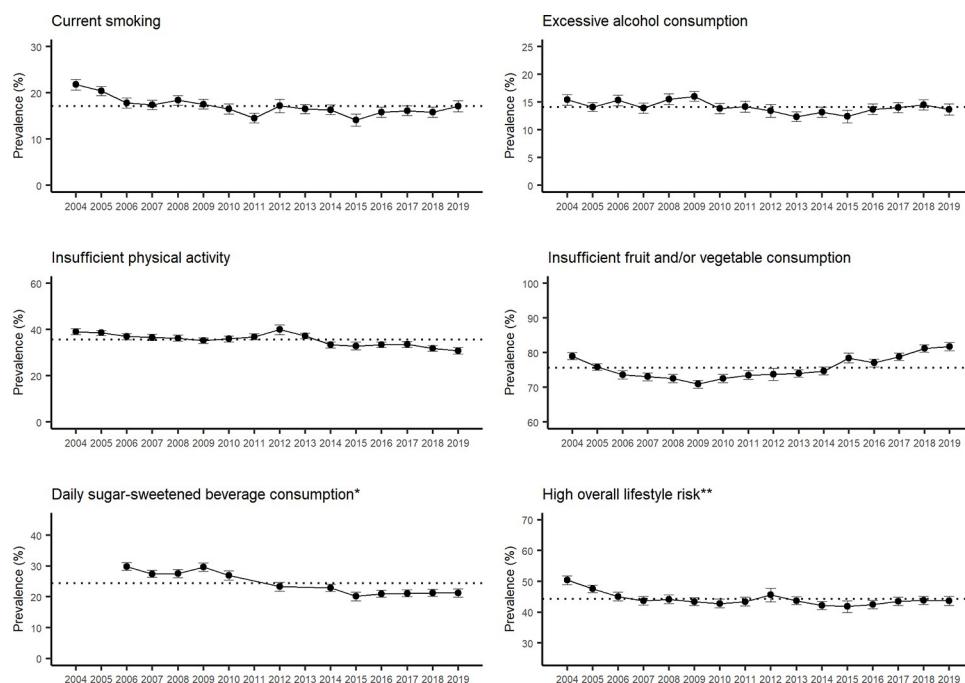 Current smoking
Prevalence (%)
30
20
10
0
2004 2005 2006 2007 2008 2009 2010 2011 2012 2013 2014 2015 2016 2017 2018 2019
Excessive alcohol consumption
Prevalence (%)
25
20
15
10
5
0
2004 2005 2006 2007 2008 2009 2010 2011 2012 2013 2014 2015 2016 2017 2018 2019
Insufficient physical activity
Prevalence (%)
60
40
20
0
2004 2005 2006 2007 2008 2009 2010 2011 2012 2013 2014 2015 2016 2017 2018 2019
Insufficient fruit and/or vegetable consumption
Prevalence (%)
100
90
80
70
60
2004 2005 2006 2007 2008 2009 2010 2011 2012 2013 2014 2015 2016 2017 2018 2019
Daily sugar-sweetened beverage consumption*
Prevalence (%)
40
30
20
10
0
2004 2005 2006 2007 2008 2009 2010 2011 2012 2013 2014 2015 2016 2017 2018 2019
High overall lifestyle risk**
Prevalence (%)
70
60
50
40
30
2004 2005 2006 2007 2008 2009 2010 2011 2012 2013 2014 2015 2016 2017 2018 2019